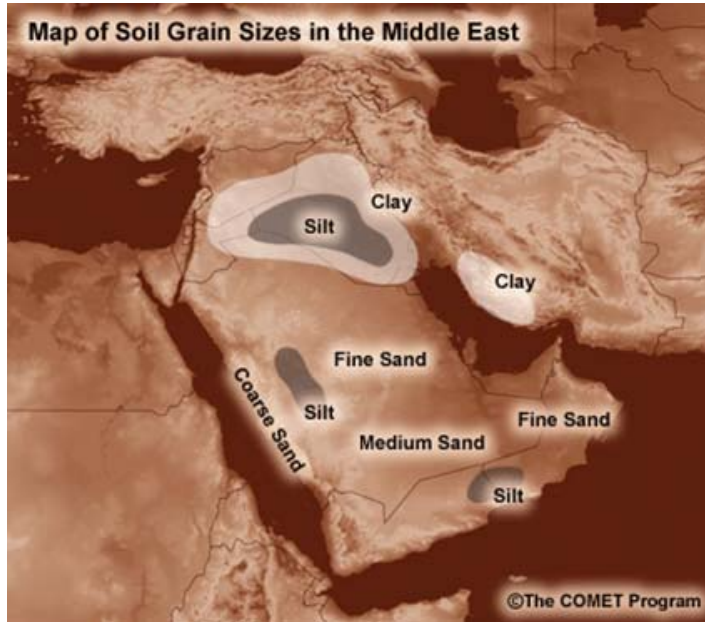 Map of Soil Grain Sizes in the Middle East
Clay
Silt
Clay
Fine Sand
Coarse Sand
Silt
Fine Sand
Medium Sand
Silt
©The COMET Program